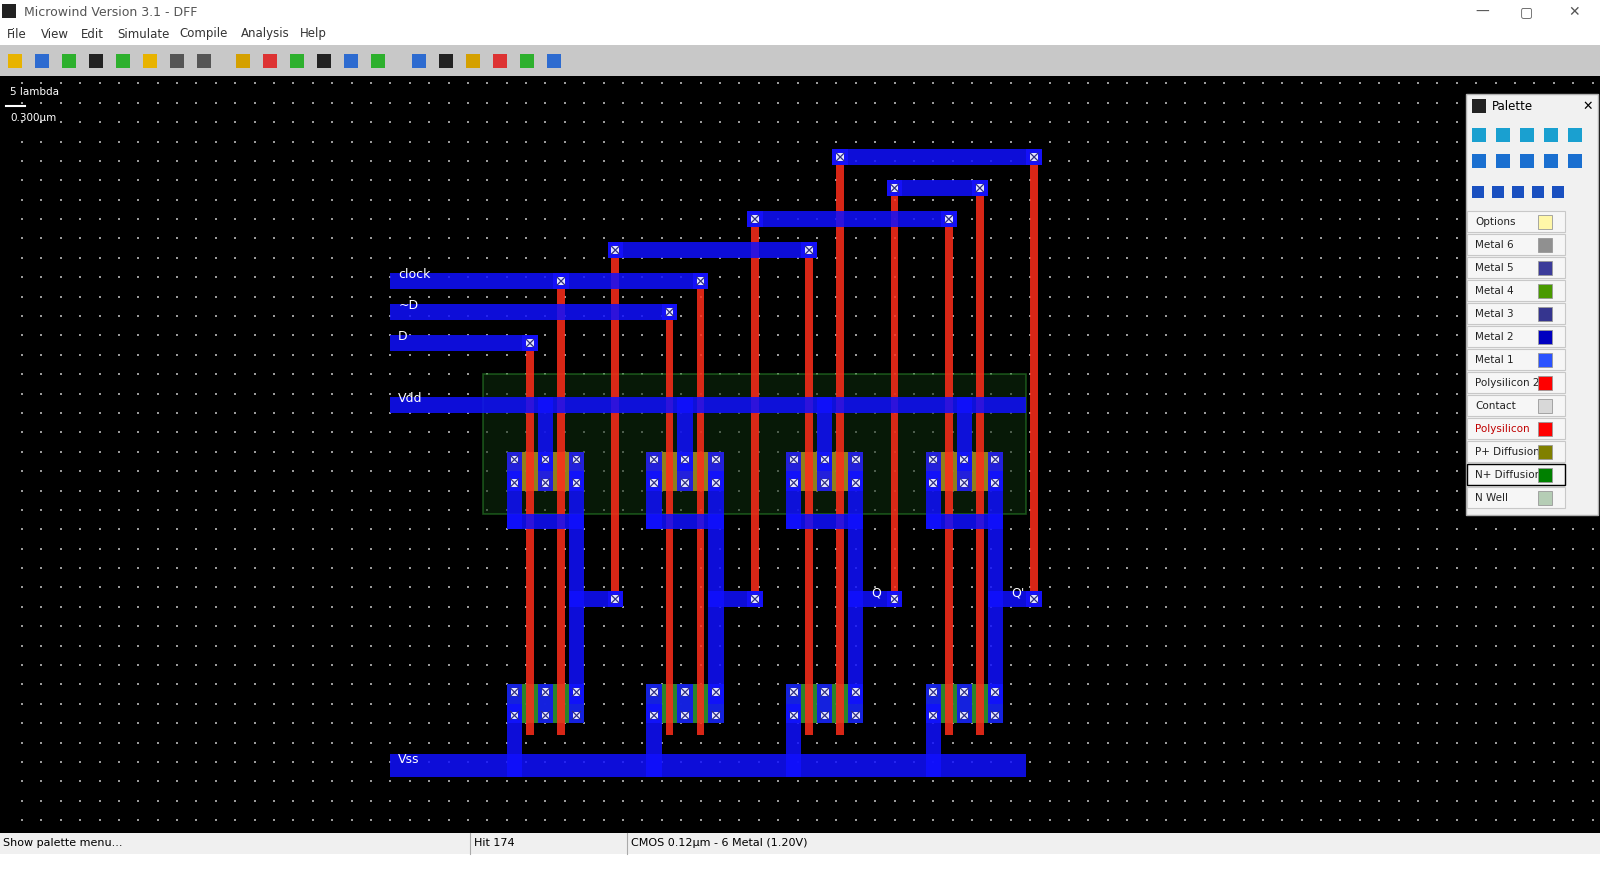 Microwind Version 3.1 - DFF
File View Edit Simulate Compile Analysis Help
5 lambda
0.300µm
clock
~D
D
Vdd
Q
Q'
Vss
Palette
Options
Metal 6
Metal 5
Metal 4
Metal 3
Metal 2
Metal 1
Polysilicon 2
Contact
Polysilicon
P+ Diffusion
N+ Diffusion
N Well
Show palette menu... Hit 174 CMOS 0.12µm - 6 Metal (1.20V)